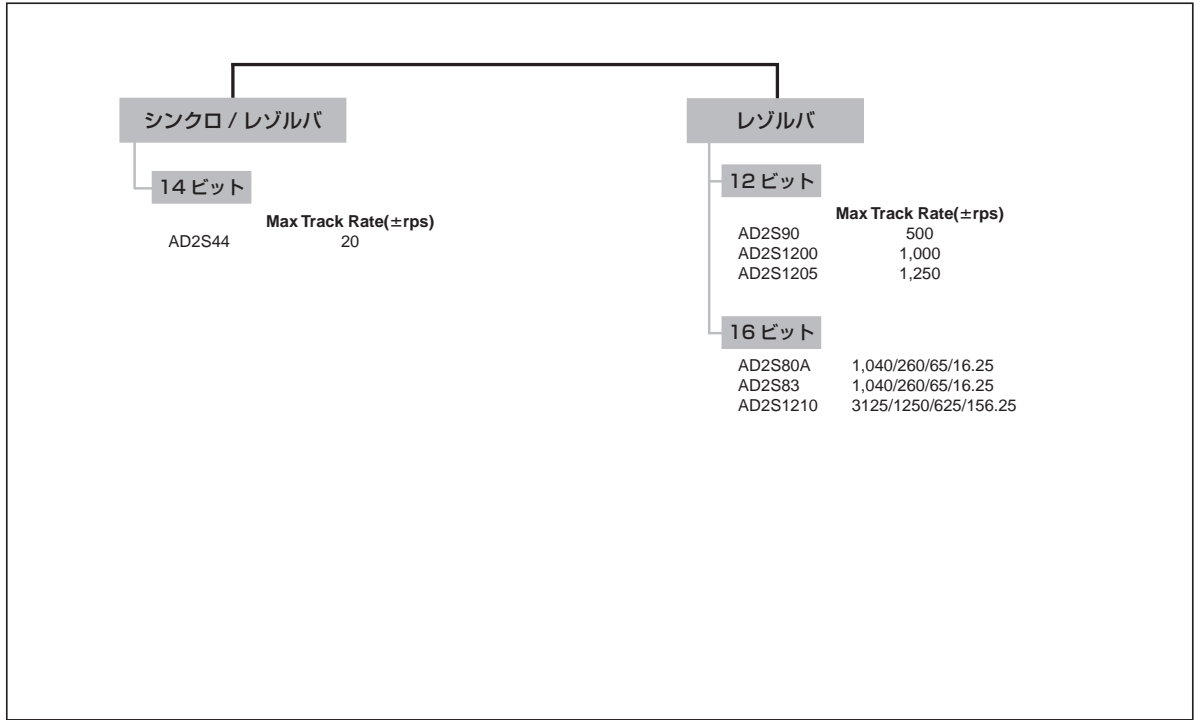 シンクロ / レゾルバ
14 ビット
Max Track Rate(±rps)
AD2S44 20
レゾルバ
12 ビット
Max Track Rate(±rps)
AD2S90 500
AD2S1200 1,000
AD2S1205 1,250
16 ビット
AD2S80A 1,040/260/65/16.25
AD2S83 1,040/260/65/16.25
AD2S1210 3125/1250/625/156.25